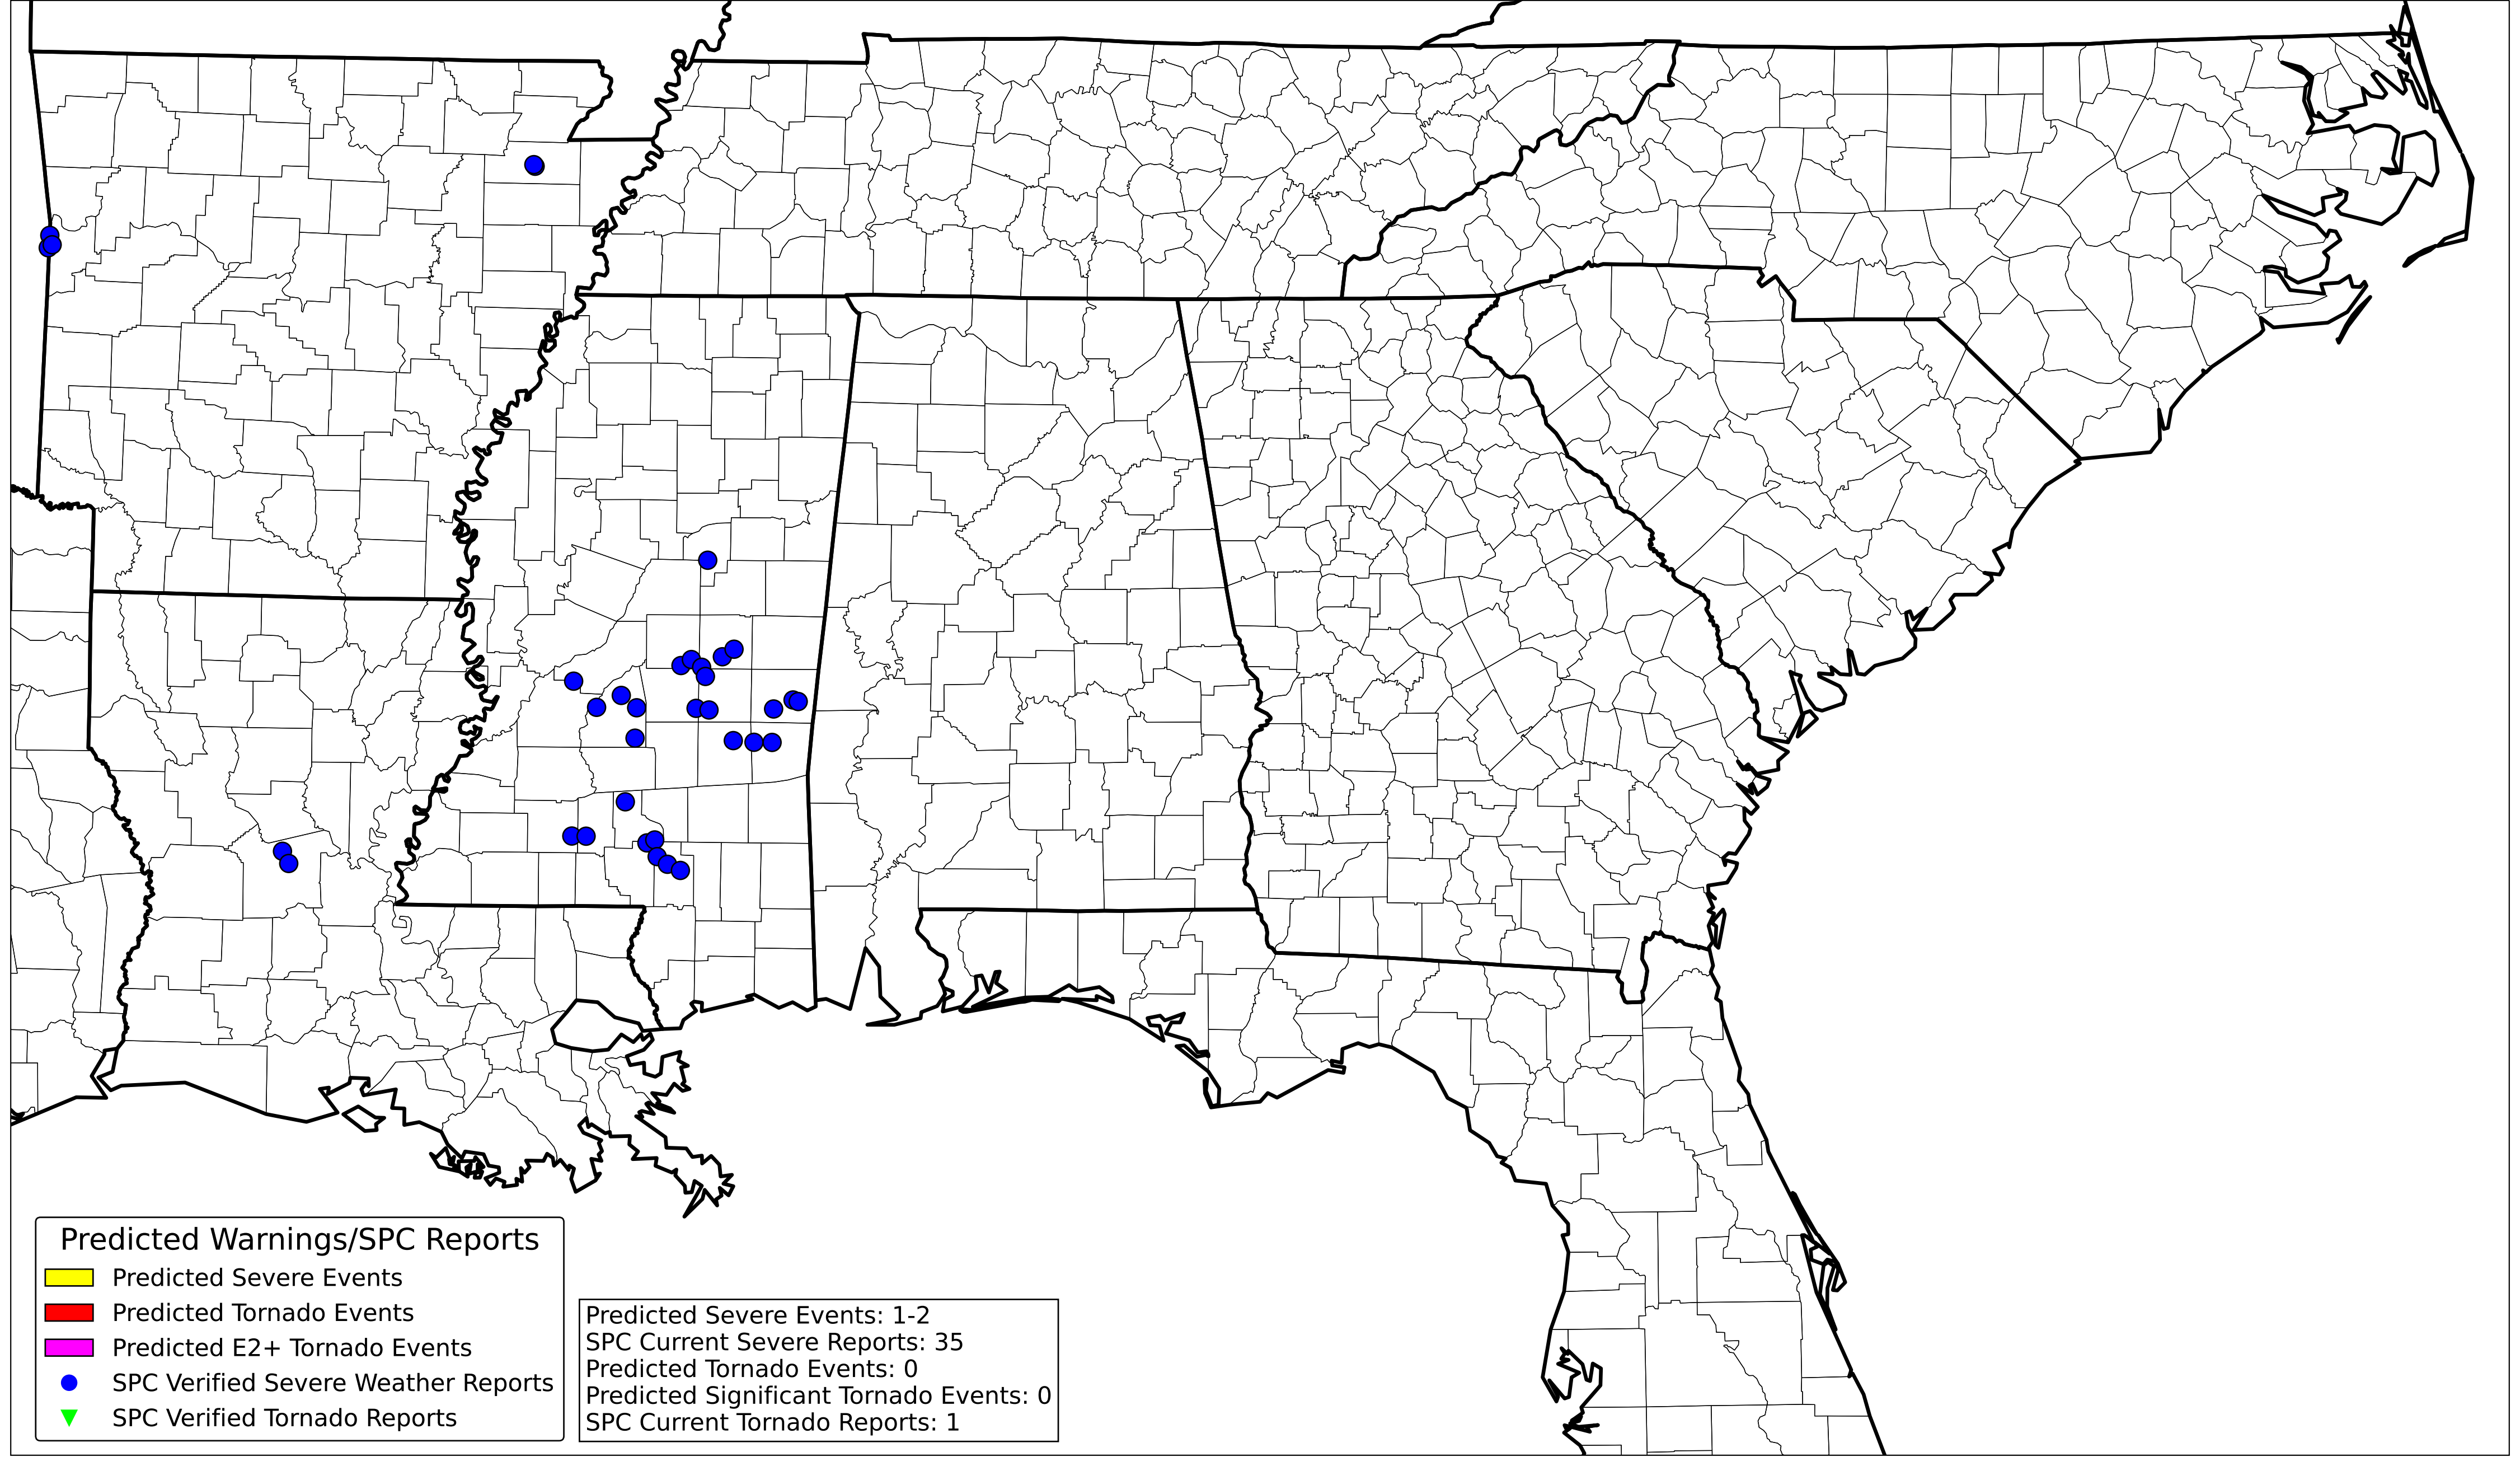 Predicted Warnings/SPC Reports
Predicted Severe Events
Predicted Tornado Events
Predicted E2+ Tornado Events
SPC Verified Severe Weather Reports
SPC Verified Tornado Reports
Predicted Severe Events: 1-2
SPC Current Severe Reports: 35
Predicted Tornado Events: 0
Predicted Significant Tornado Events: 0
SPC Current Tornado Reports: 1